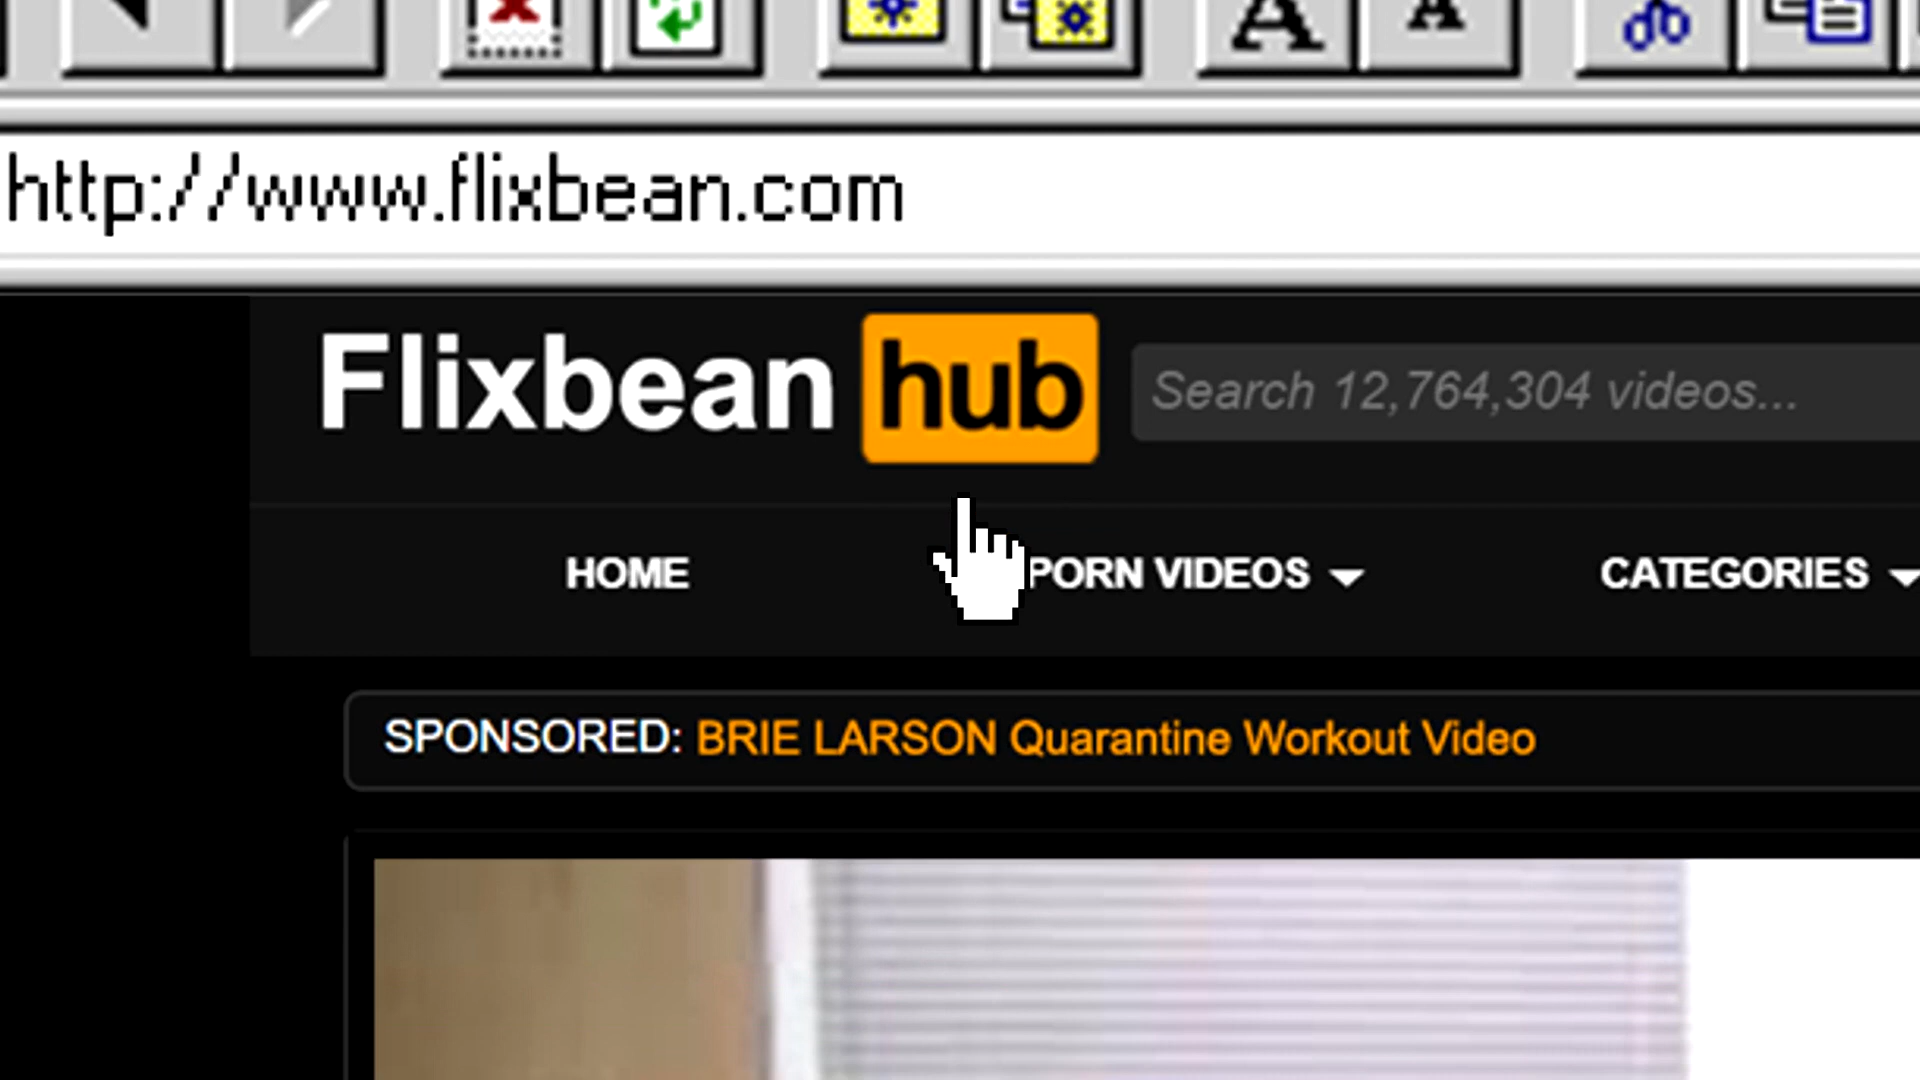 http://www.flixbean.com
Flixbean hub
Search 12,764,304 videos...
HOME PORN VIDEOS CATEGORIES
SPONSORED: BRIE LARSON Quarantine Workout Video